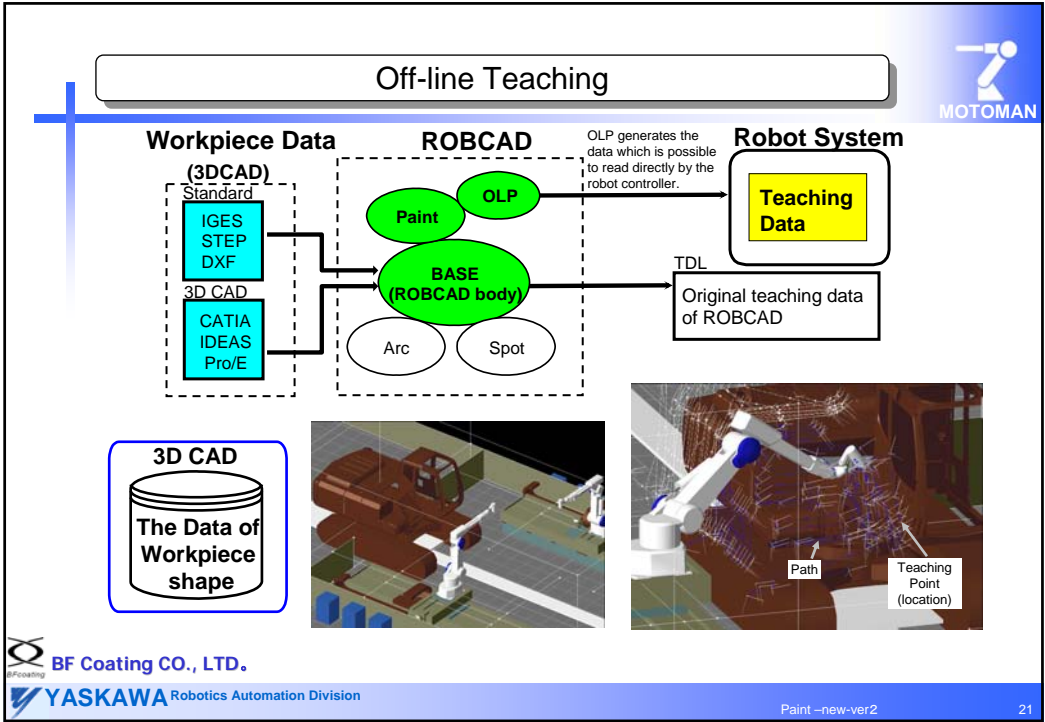 Off-line Teaching
MOTOMAN
Workpiece Data
(3DCAD)
Standard
IGES
STEP
DXF
3D CAD
CATIA
IDEAS
Pro/E
ROBCAD
OLP
Paint
BASE
(ROBCAD body)
Arc
Spot
OLP generates the
data which is possible
to read directly by the
robot controller.
Robot System
Teaching
Data
TDL
Original teaching data
of ROBCAD
3D CAD
The Data of
Workpiece
shape
Path
Teaching
Point
(location)
BFcoating
BF Coating CO., LTD。
YASKAWA Robotics Automation Division
Paint –new-ver2
21